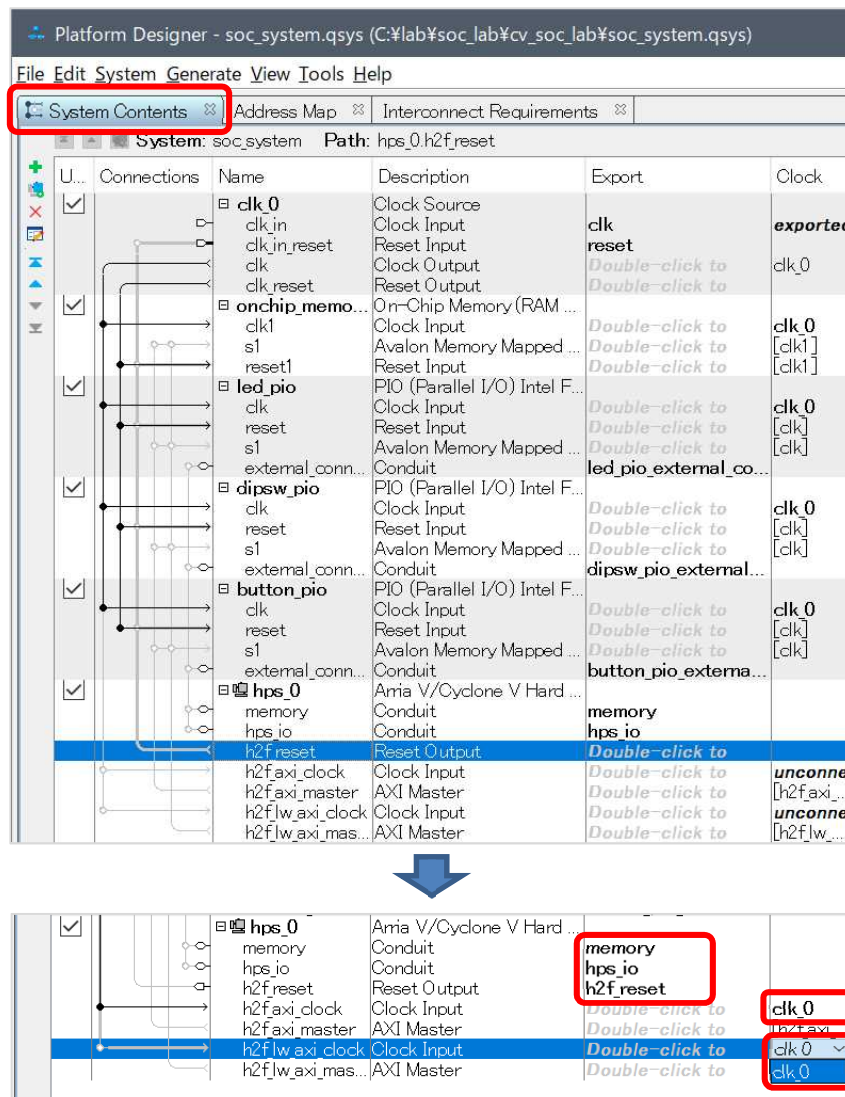 Platform Designer - soc_system.qsys (C:¥lab¥soc_lab¥cv_soc_lab¥soc_system.qsys)
File Edit System Generate View Tools Help
System Contents Address Map Interconnect Requirements
System: soc_system Path: hps_0.h2f_reset
U... Connections Name Description Export Clock
clk_0 Clock Source
clk_in Clock Input clk exported
clk_in_reset Reset Input reset
clk Clock Output Double-click to clk_0
clk_reset Reset Output Double-click to
onchip_memo... On-Chip Memory (RAM ...
clk1 Clock Input Double-click to clk_0
s1 Avalon Memory Mapped ... Double-click to [clk1]
reset1 Reset Input Double-click to [clk1]
led_pio PIO (Parallel I/O) Intel F...
clk Clock Input Double-click to clk_0
reset Reset Input Double-click to [clk]
s1 Avalon Memory Mapped ... Double-click to [clk]
external_conn... Conduit led_pio_external_co...
dipsw_pio PIO (Parallel I/O) Intel F...
clk Clock Input Double-click to clk_0
reset Reset Input Double-click to [clk]
s1 Avalon Memory Mapped ... Double-click to [clk]
external_conn... Conduit dipsw_pio_external...
button_pio PIO (Parallel I/O) Intel F...
clk Clock Input Double-click to clk_0
reset Reset Input Double-click to [clk]
s1 Avalon Memory Mapped ... Double-click to [clk]
external_conn... Conduit button_pio_externa...
hps_0 Arria V/Cyclone V Hard ...
memory Conduit memory
hps_io Conduit hps_io
h2f_reset Reset Output Double-click to
h2f_axi_clock Clock Input Double-click to unconne
h2f_axi_master AXI Master Double-click to [h2f_axi_...
h2f_lw_axi_clock Clock Input Double-click to unconne
h2f_lw_axi_mas... AXI Master Double-click to [h2f_lw_...
hps_0 Arria V/Cyclone V Hard ...
memory Conduit memory
hps_io Conduit hps_io
h2f_reset Reset Output h2f_reset
h2f_axi_clock Clock Input Double-click to clk_0
h2f_axi_master AXI Master Double-click to [h2f_axi_
h2f_lw_axi_clock Clock Input Double-click to clk_0
h2f_lw_axi_mas... AXI Master Double-click to clk_0